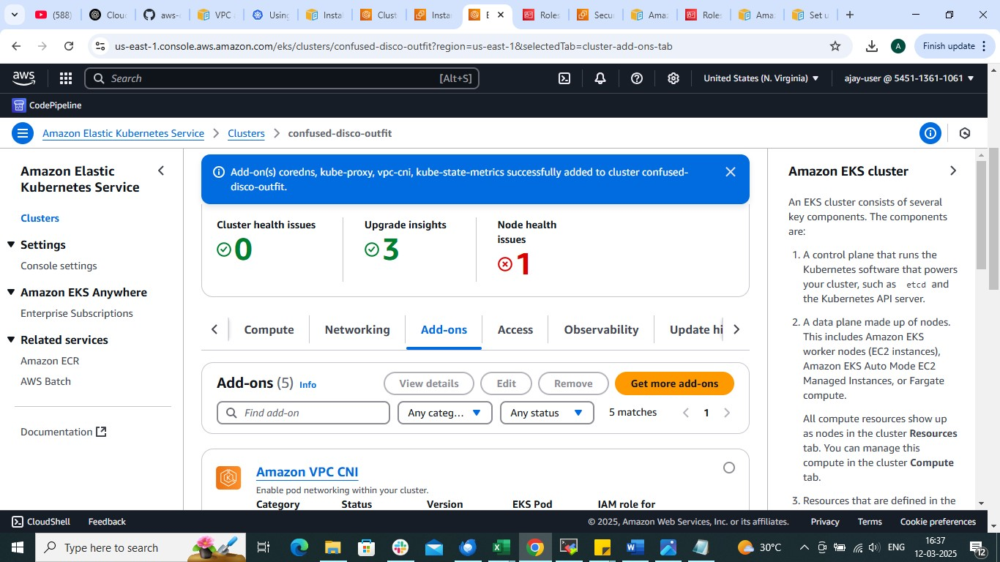 (588)
Cloud
aws-
VPC
Using
Instal
Clust
Insta
E
Roles
Secu
Ama
Roles
Ama
Set u
us-east-1.console.aws.amazon.com/eks/clusters/confused-disco-outfit?region=us-east-1&selectedTab=cluster-add-ons-tab
A
Finish update
aws
Search
[Alt+S]
United States (N. Virginia)
ajay-user @ 5451-1361-1061
CodePipeline
Amazon Elastic Kubernetes Service
Clusters
confused-disco-outfit
Amazon Elastic
Kubernetes Service
Clusters
Settings
Console settings
Amazon EKS Anywhere
Enterprise Subscriptions
Related services
Amazon ECR
AWS Batch
Documentation
Add-on(s) coredns, kube-proxy, vpc-cni, kube-state-metrics successfully added to cluster confused-
disco-outfit.
Cluster health issues
0
Upgrade insights
3
Node health
issues
1
Compute
Networking
Add-ons
Access
Observability
Update hi
Add-ons (5) Info
View details
Edit
Remove
Get more add-ons
Find add-on
Any categ...
Any status
5 matches
1
Amazon VPC CNI
Enable pod networking within your cluster.
Category
Status
Version
EKS Pod
IAM role for
Amazon EKS cluster
An EKS cluster consists of several
key components. The components
are:
1. A control plane that runs the
Kubernetes software that powers
your cluster, such as etcd and
the Kubernetes API server.
2. A data plane made up of nodes.
This includes Amazon EKS
worker nodes (EC2 instances),
Amazon EKS Auto Mode EC2
Managed Instances, or Fargate
compute.
All compute resources show up
as nodes in the cluster Resources
tab. You can manage this
compute in the cluster Compute
tab.
3. Resources that are defined in the
CloudShell
Feedback
© 2025, Amazon Web Services, Inc. or its affiliates.
Privacy
Terms
Cookie preferences
Type here to search
30°C
ENG
16:37
12-03-2025
12